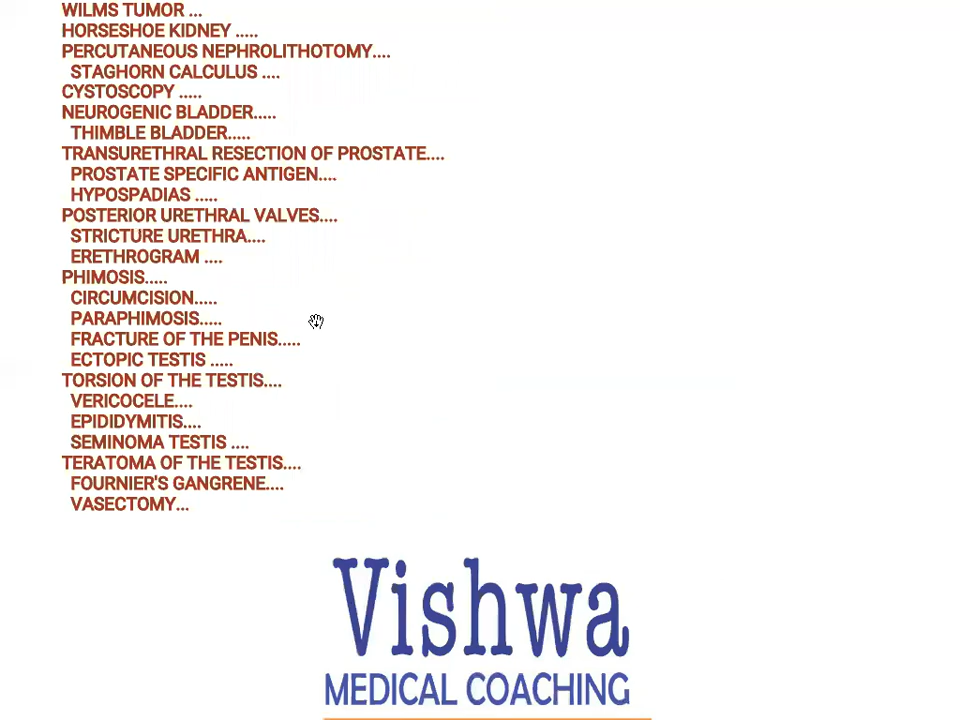 WILMS TUMOR ...
HORSESHOE KIDNEY .....
PERCUTANEOUS NEPHROLITHOTOMY....
STAGHORN CALCULUS ....
CYSTOSCOPY .....
NEUROGENIC BLADDER.....
THIMBLE BLADDER.....
TRANSURETHRAL RESECTION OF PROSTATE....
PROSTATE SPECIFIC ANTIGEN....
HYPOSPADIAS .....
POSTERIOR URETHRAL VALVES....
STRICTURE URETHRA....
ERETHROGRAM ....
PHIMOSIS.....
CIRCUMCISION.....
PARAPHIMOSIS.....
FRACTURE OF THE PENIS.....
ECTOPIC TESTIS .....
TORSION OF THE TESTIS....
VERICOCELE....
EPIDIDYMITIS....
SEMINOMA TESTIS ....
TERATOMA OF THE TESTIS....
FOURNIER'S GANGRENE....
VASECTOMY...
Vishwa
MEDICAL COACHING